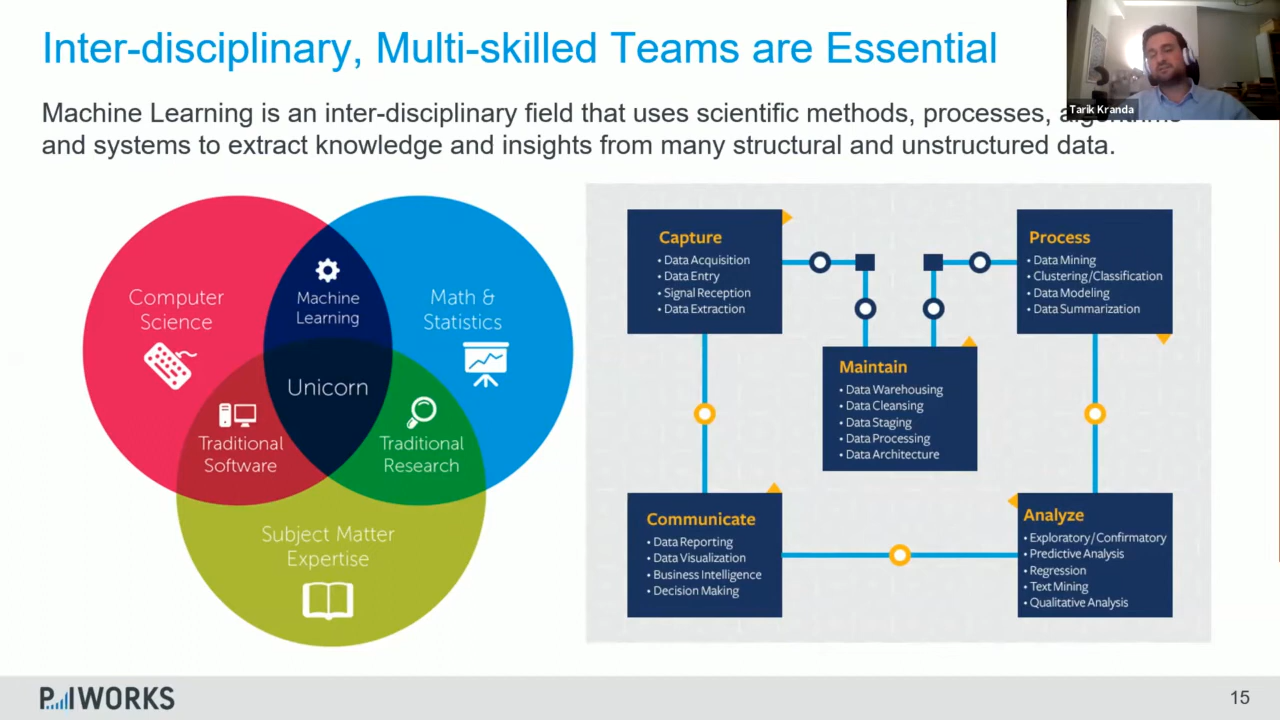 Inter-disciplinary, Multi-skilled Teams are Essential
Tarik Kranda
Machine Learning is an inter-disciplinary field that uses scientific methods, processes, algorithms
and systems to extract knowledge and insights from many structural and unstructured data.
Computer
Science
Machine
Learning
Math &
Statistics
Unicorn
Traditional
Software
Traditional
Research
Subject Matter
Expertise
Capture
• Data Acquisition
• Data Entry
• Signal Reception
• Data Extraction
Process
• Data Mining
• Clustering/Classification
• Data Modeling
• Data Summarization
Maintain
• Data Warehousing
• Data Cleansing
• Data Staging
• Data Processing
• Data Architecture
Communicate
• Data Reporting
• Data Visualization
• Business Intelligence
• Decision Making
Analyze
• Exploratory/Confirmatory
• Predictive Analysis
• Regression
• Text Mining
• Qualitative Analysis
P.I WORKS
15